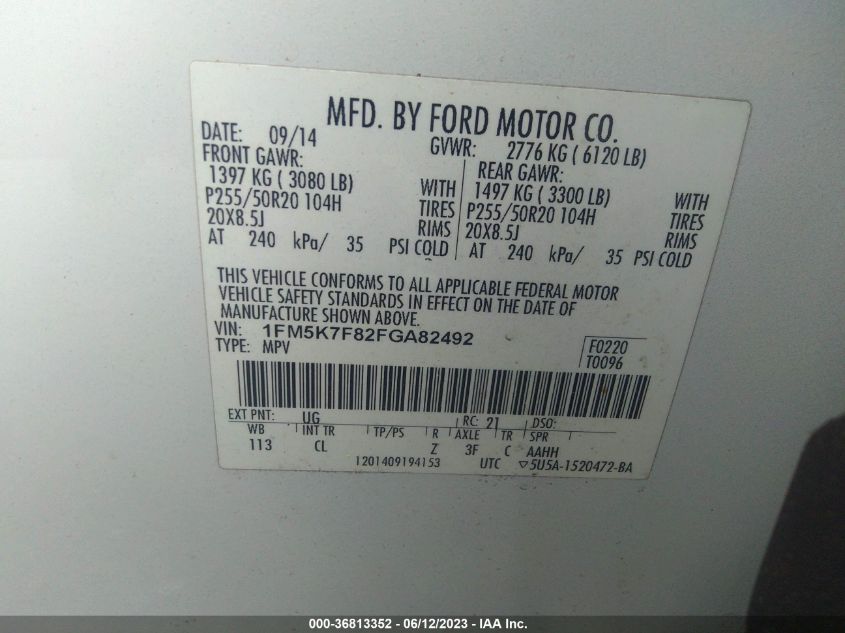 MFD. BY FORD MOTOR CO.
DATE: 09/14 GVWR: 2776 KG ( 6120 LB)
FRONT GAWR: REAR GAWR:
1397 KG ( 3080 LB) WITH 1497 KG ( 3300 LB) WITH
P255/50R20 104H TIRES P255/50R20 104H TIRES
20X8.5J RIMS 20X8.5J RIMS
AT 240 kPa/ 35 PSI COLD AT 240 kPa/ 35 PSI COLD
THIS VEHICLE CONFORMS TO ALL APPLICABLE FEDERAL MOTOR
VEHICLE SAFETY STANDARDS IN EFFECT ON THE DATE OF
MANUFACTURE SHOWN ABOVE.
VIN: 1FM5K7F82FGA82492
TYPE: MPV F0220
T0096
EXT PNT: UG RC: 21 DSO:
WB INT TR TP/PS R AXLE TR SPR
113 CL Z 3F C AAHH
1201409194153 UTC ▽5U5A-1520472-BA
000-36813352 - 06/12/2023 - IAA Inc.